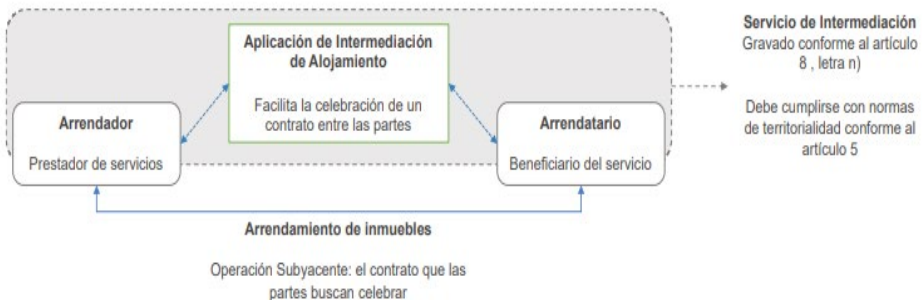 Aplicación de Intermediación
de Alojamiento
Facilita la celebración de un
contrato entre las partes
Arrendador
Prestador de servicios
Arrendatario
Beneficiario del servicio
Servicio de Intermediación
Gravado conforme al artículo
8 , letra n)
Debe cumplirse con normas
de territorialidad conforme al
artículo 5
Arrendamiento de inmuebles
Operación Subyacente: el contrato que las
partes buscan celebrar